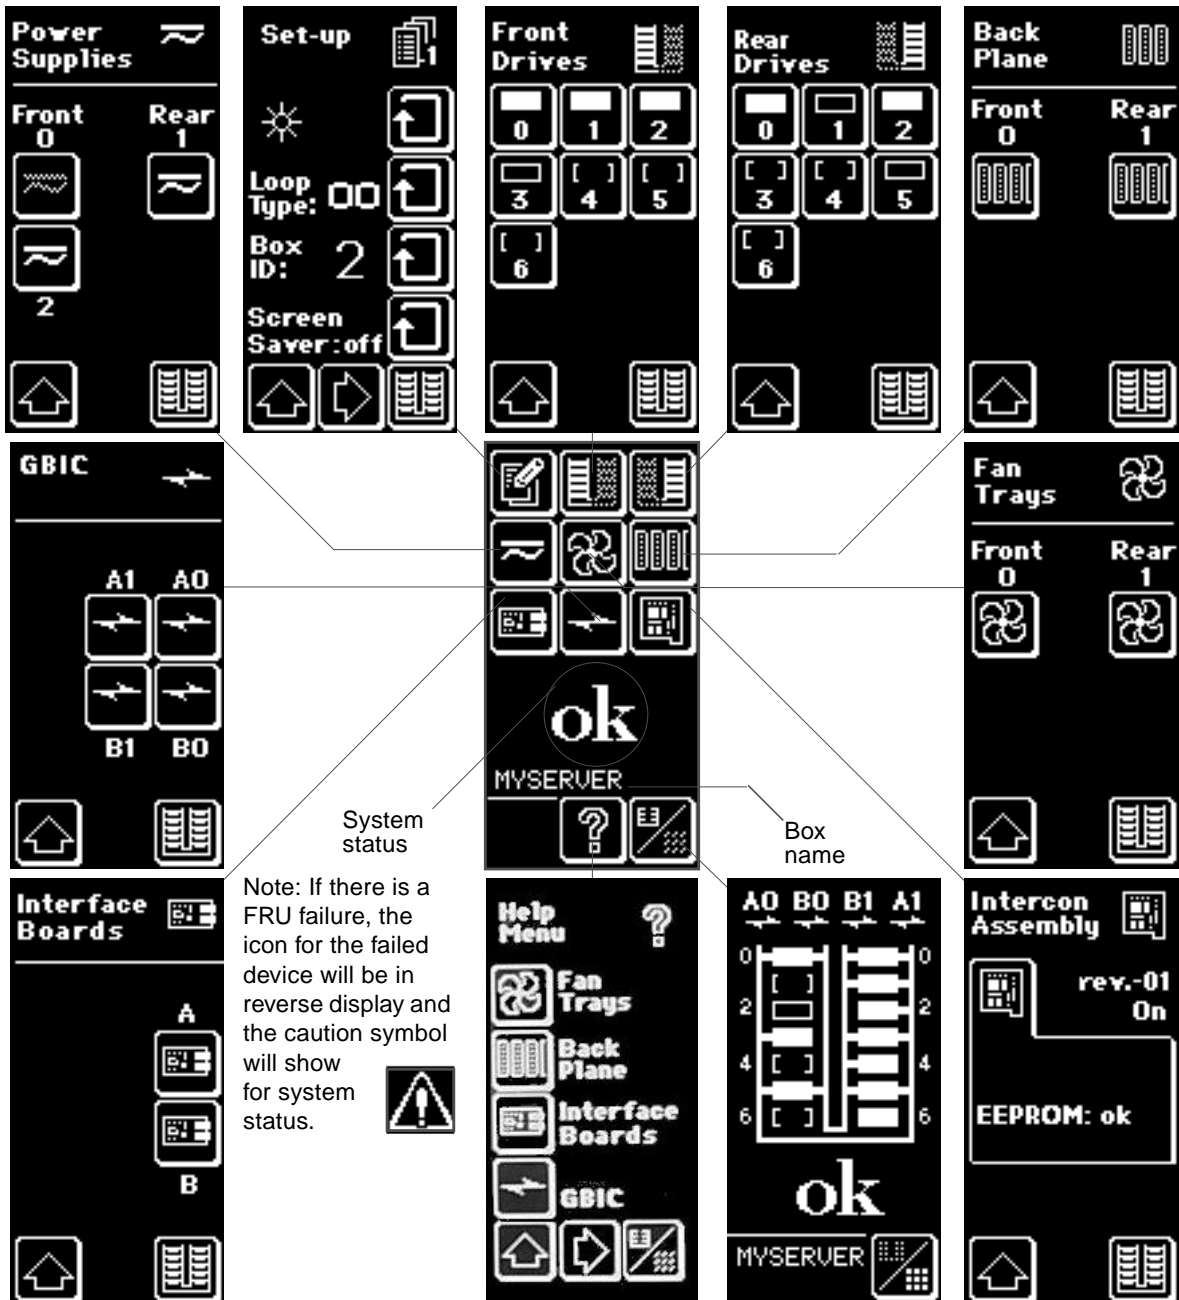 Power
Supplies
Front
0
Rear
1
2
Set-up
1
Loop
Type:
Box
ID: 2
Screen
Saver:off
Front
Drives
0 1 2
3 4 5
6
Rear
Drives
0 1 2
3 4 5
6
Back
Plane
Front
0
Rear
1
GBIC
A1 A0
B1 B0
ok
MYSERVER
?
System
status
Box
name
Fan
Trays
Front
0
Rear
1
Interface
Boards
A
B
Note: If there is a
FRU failure, the
icon for the failed
device will be in
reverse display and
the caution symbol
will show
for system
status.
Help
Menu
?
Fan
Trays
Back
Plane
Interface
Boards
GBIC
A0 B0 B1 A1
0 0
2 2
4 4
6 6
ok
MYSERVER
Intercon
Assembly
rev.-01
On
EEPROM: ok